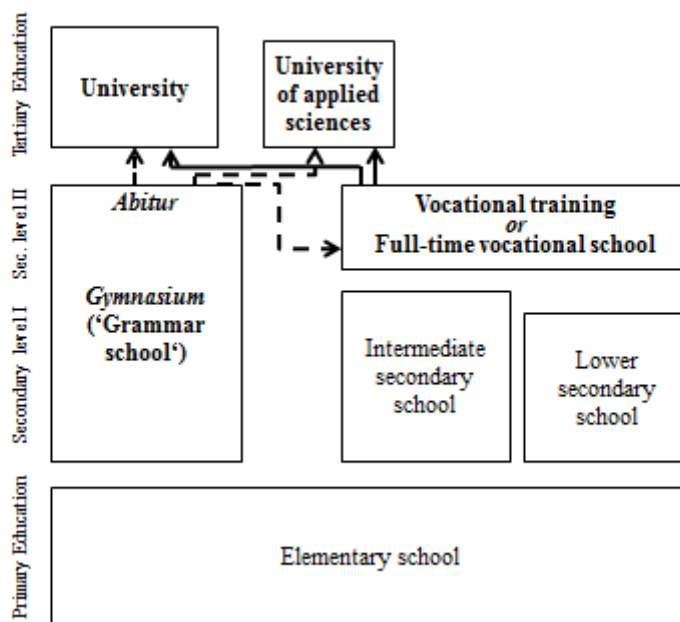 Tertiary Education
University
University
of applied
sciences
Sec. level II
Abitur
Vocational training
or
Full-time vocational school
Secondary level I
Gymnasium
(‘Grammar
school‘)
Intermediate
secondary
school
Lower
secondary
school
Primary Education
Elementary school